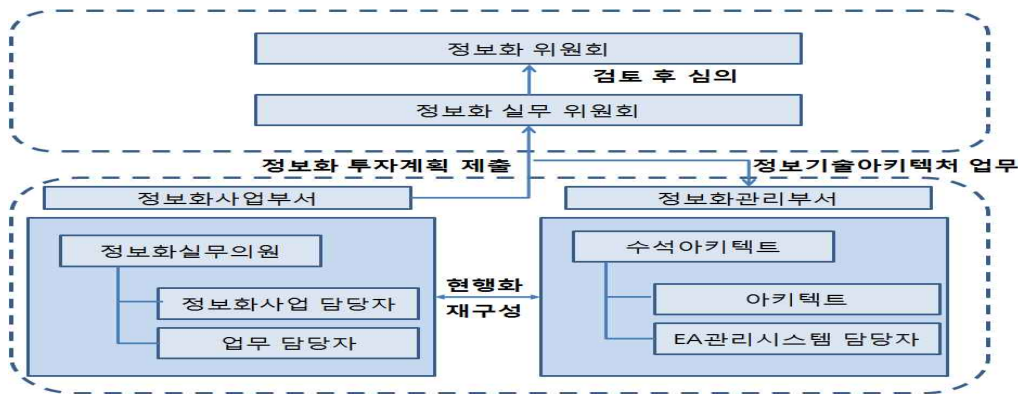 정보화 위원회
검토 후 심의
정보화 실무 위원회
정보화 투자계획 제출
정보기술아키텍처 업무
정보화사업부서
정보화관리부서
정보화실무의원
수석아키텍트
현행화
재구성
정보화사업 담당자
아키텍트
업무 담당자
EA관리시스템 담당자